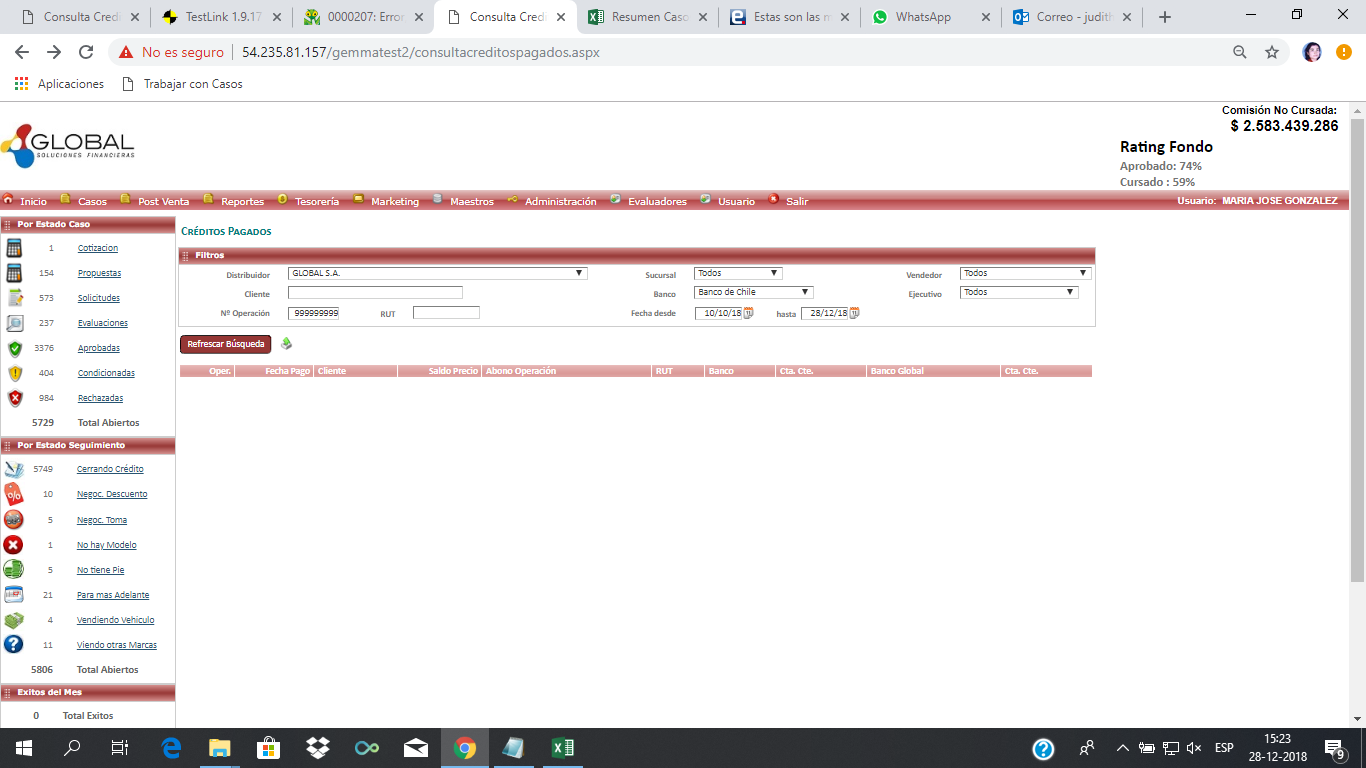 Consulta Credi
TestLink 1.9.17
0000207: Error
Consulta Credi
Resumen Caso
Estas son las m
WhatsApp
Correo - judith
No es seguro 54.235.81.157/gemmatest2/consultacreditospagados.aspx
Aplicaciones Trabajar con Casos
Comisión No Cursada:
$ 2.583.439.286
GLOBAL
SOLUCIONES FINANCIERAS
Rating Fondo
Aprobado: 74%
Cursado : 59%
Inicio Casos Post Venta Reportes Tesorería Marketing Maestros Administración Evaluadores Usuario Salir Usuario: MARIA JOSE GONZALEZ
Por Estado Caso
1 Cotizacion
154 Propuestas
573 Solicitudes
237 Evaluaciones
3376 Aprobadas
404 Condicionadas
984 Rechazadas
5729 Total Abiertos
Por Estado Seguimiento
5749 Cerrando Crédito
10 Negoc. Descuento
5 Negoc. Toma
1 No hay Modelo
5 No tiene Pie
21 Para mas Adelante
4 Vendiendo Vehiculo
11 Viendo otras Marcas
5806 Total Abiertos
Exitos del Mes
0 Total Exitos
Créditos Pagados
Filtros
Distribuidor GLOBAL S.A. Sucursal Todos Vendedor Todos
Cliente Banco Banco de Chile Ejecutivo Todos
Nº Operación 999999999 RUT Fecha desde 10/10/18 hasta 28/12/18
Refrescar Búsqueda
Oper. Fecha Pago Cliente Saldo Precio Abono Operación RUT Banco Cta. Cte. Banco Global Cta. Cte.
ESP
15:23
28-12-2018
9